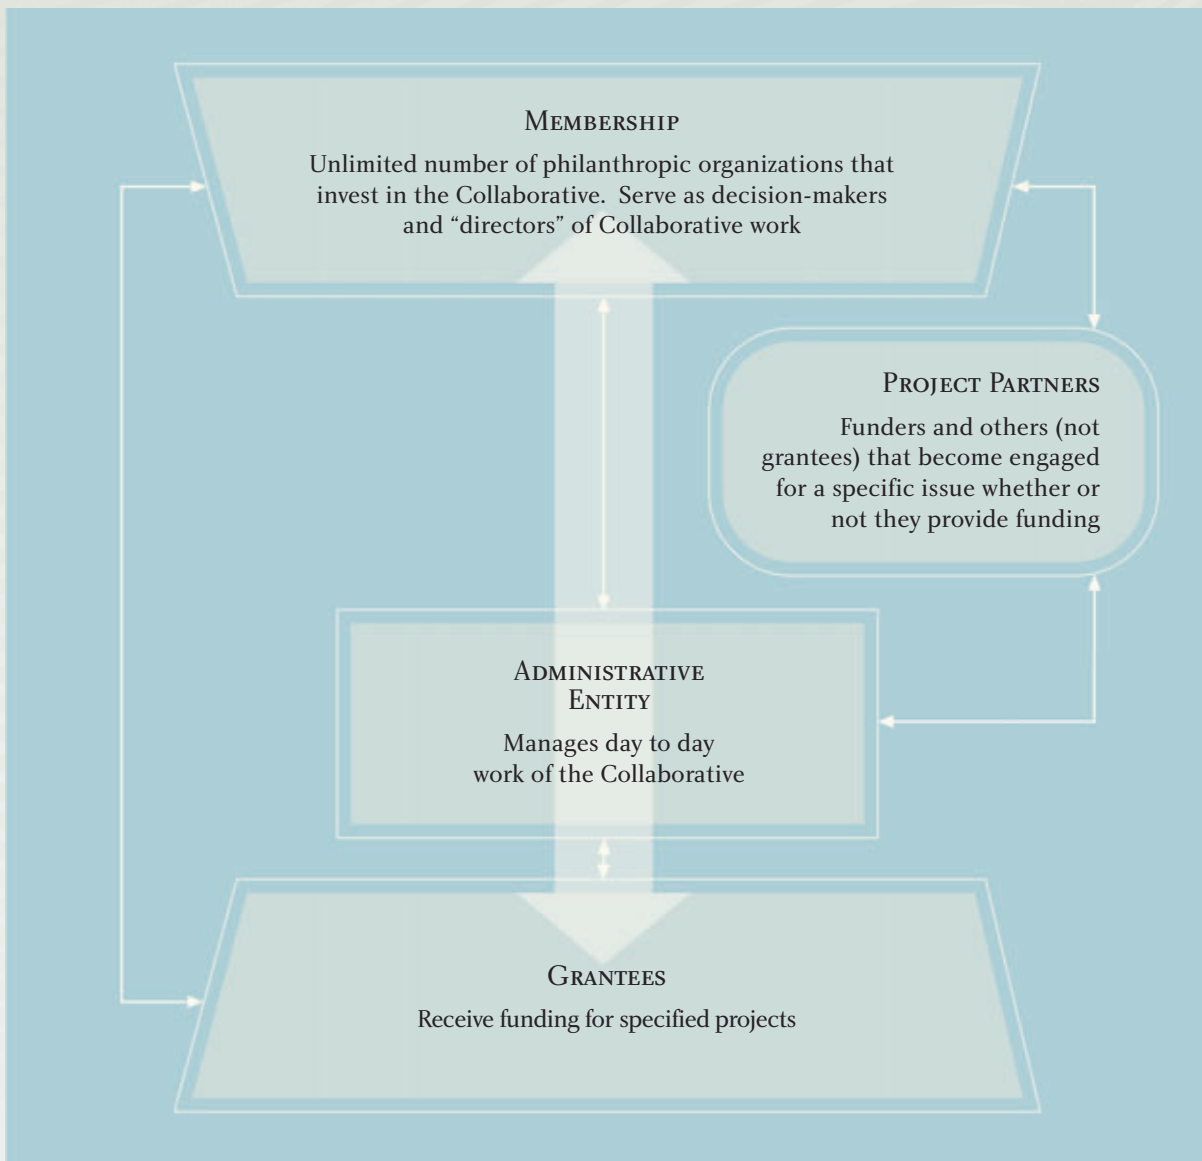 Membership
Unlimited number of philanthropic organizations that
invest in the Collaborative.  Serve as decision-makers
and “directors” of Collaborative work
Project Partners
Funders and others (not
grantees) that become engaged
for a specific issue whether or
not they provide funding
Administrative
Entity
Manages day to day
work of the Collaborative
Grantees
Receive funding for specified projects